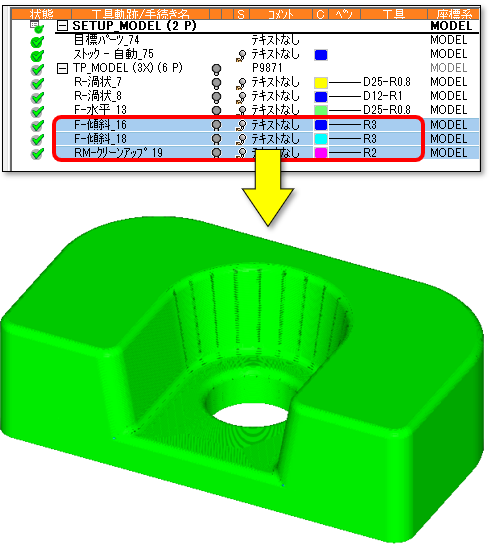 状態 工具軌跡/手続き名 S コメント C ペン 工具 座標系
SETUP_MODEL (2 P) MODEL
目標パーツ_74 テキストなし MODEL
ストック - 自動_75 テキストなし MODEL
TP_MODEL (3X) (6 P) P9871 MODEL
R-渦状_7 テキストなし D25-R0.8 MODEL
R-渦状_8 テキストなし D12-R1 MODEL
F-水平_13 テキストなし D25-R0.8 MODEL
F-傾斜_16 テキストなし R3 MODEL
F-傾斜_18 テキストなし R3 MODEL
RM-クリーンアップ_19 テキストなし R2 MODEL